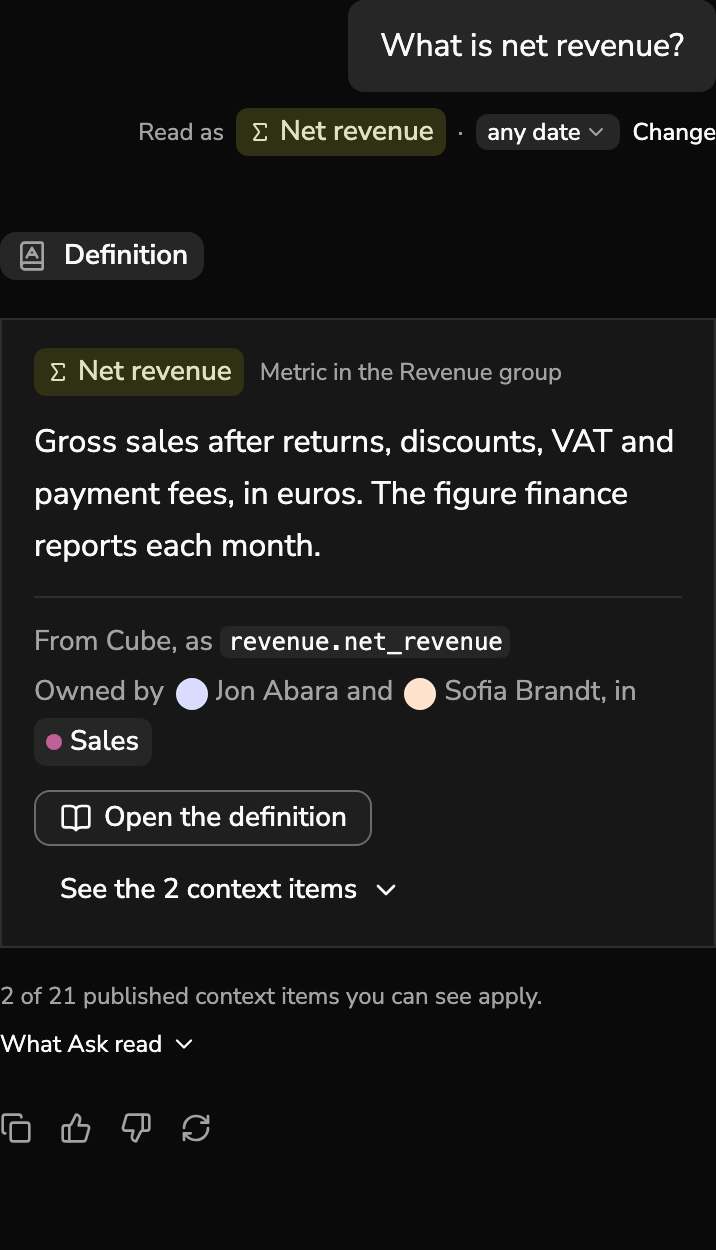 What is net revenue?
Read as Σ Net revenue · any date Change
Definition
Σ Net revenue Metric in the Revenue group
Gross sales after returns, discounts, VAT and
payment fees, in euros. The figure finance
reports each month.
From Cube, as revenue.net_revenue
Owned by Jon Abara and Sofia Brandt, in
Sales
Open the definition
See the 2 context items
2 of 21 published context items you can see apply.
What Ask read